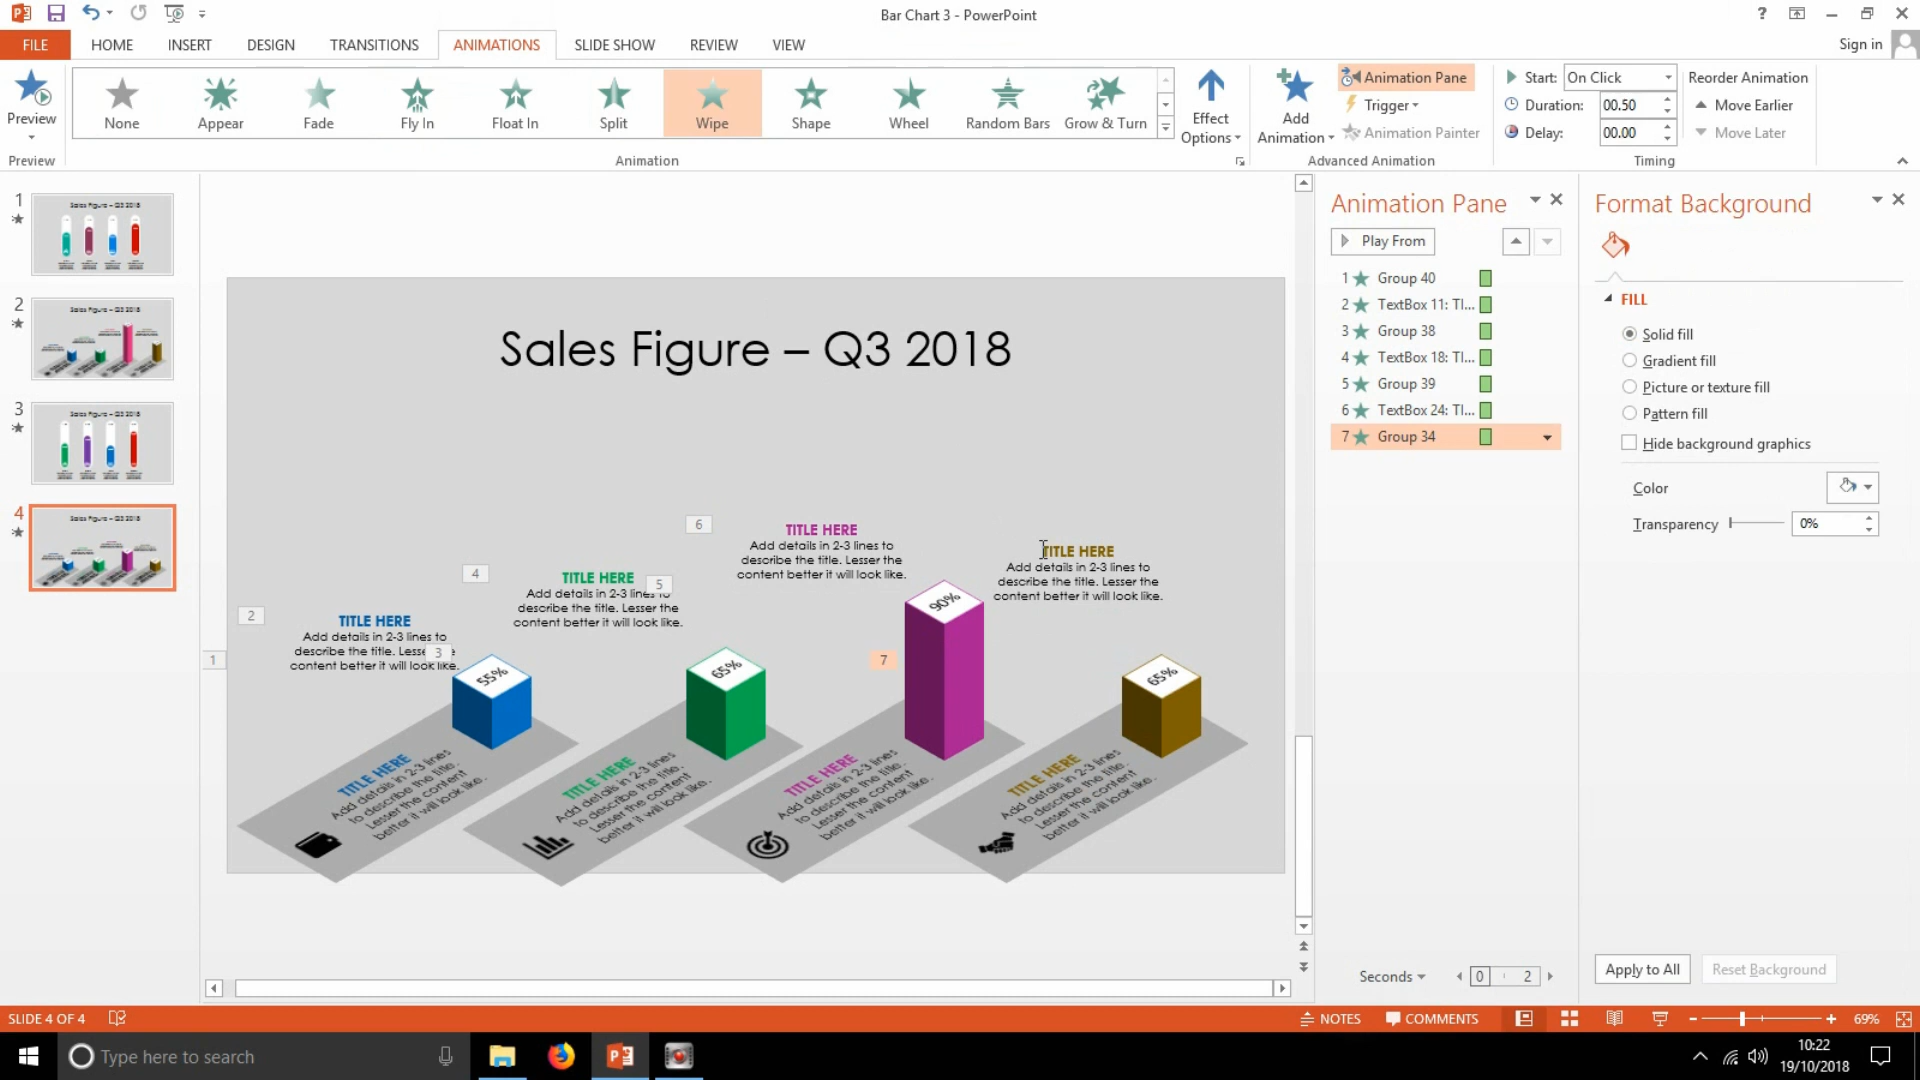 Bar Chart 3 - PowerPoint
?
FILE
HOME
INSERT
DESIGN
TRANSITIONS
ANIMATIONS
SLIDE SHOW
REVIEW
VIEW
Sign in
Preview
None
Appear
Fade
Fly In
Float In
Split
Wipe
Shape
Wheel
Random Bars
Grow & Turn
Effect
Options
Add
Animation
Animation Pane
Trigger
Animation Painter
Start: On Click
Duration: 00.50
Delay: 00.00
Reorder Animation
Move Earlier
Move Later
Preview
Animation
Advanced Animation
Timing
1
Sales Figure – Q3 2018
2
Sales Figure – Q3 2018
3
Sales Figure – Q3 2018
4
Sales Figure – Q3 2018
Sales Figure – Q3 2018
1
2
TITLE HERE
Add details in 2-3 lines to
describe the title. Lesser
content better it will look like.
3
55%
TITLE HERE
Add details in 2-3 lines
to describe the title.
Lesser the content
better it will look like.
4
TITLE HERE
Add details in 2-3 lines to
describe the title. Lesser the
content better it will look like.
5
65%
TITLE HERE
Add details in 2-3 lines
to describe the title.
Lesser the content
better it will look like.
6
TITLE HERE
Add details in 2-3 lines to
describe the title. Lesser the
content better it will look like.
7
90%
TITLE HERE
Add details in 2-3 lines
to describe the title.
Lesser the content
better it will look like.
TITLE HERE
Add details in 2-3 lines to
describe the title. Lesser the
content better it will look like.
65%
TITLE HERE
Add details in 2-3 lines
to describe the title.
Lesser the content
better it will look like.
Animation Pane
Play From
1 Group 40
2 TextBox 11: TI...
3 Group 38
4 TextBox 18: TI...
5 Group 39
6 TextBox 24: TI...
7 Group 34
Seconds
0
2
Format Background
FILL
Solid fill
Gradient fill
Picture or texture fill
Pattern fill
Hide background graphics
Color
Transparency
0%
Apply to All
Reset Background
SLIDE 4 OF 4
NOTES
COMMENTS
69%
Type here to search
10:22
19/10/2018